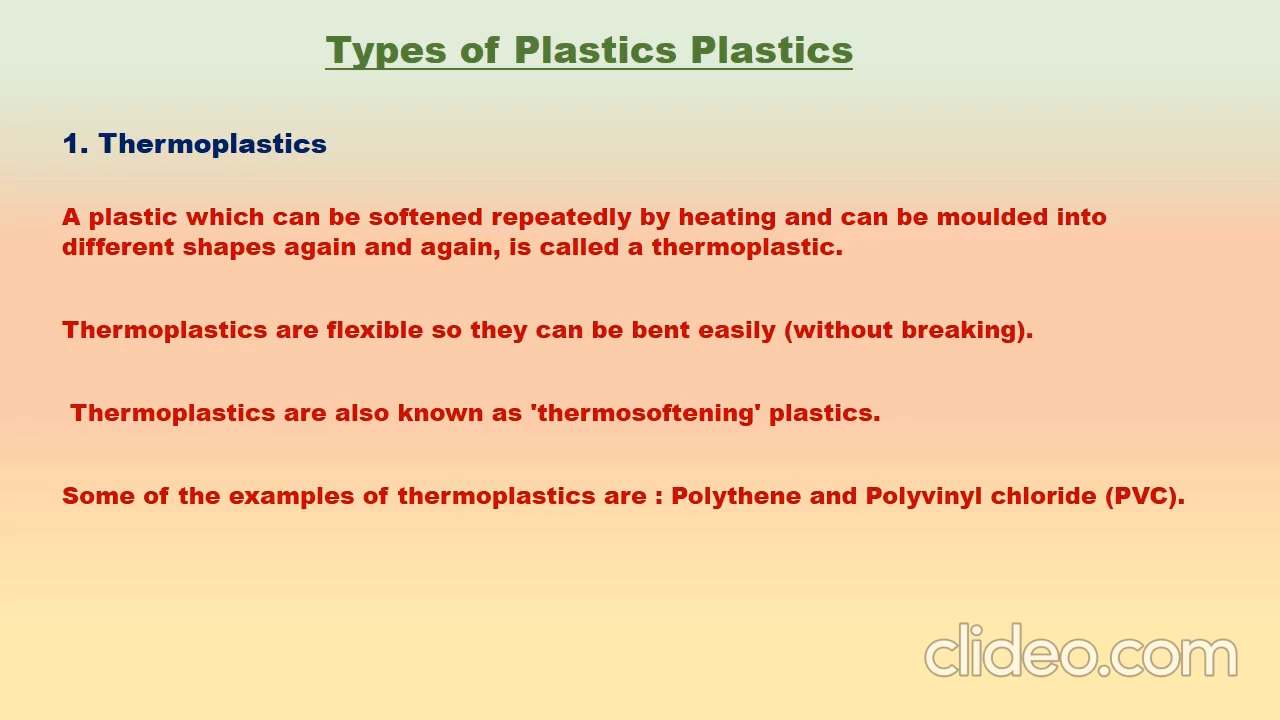 Types of Plastics Plastics
1. Thermoplastics
A plastic which can be softened repeatedly by heating and can be moulded into
different shapes again and again, is called a thermoplastic.
Thermoplastics are flexible so they can be bent easily (without breaking).
Thermoplastics are also known as 'thermosoftening' plastics.
Some of the examples of thermoplastics are : Polythene and Polyvinyl chloride (PVC).
clideo.com